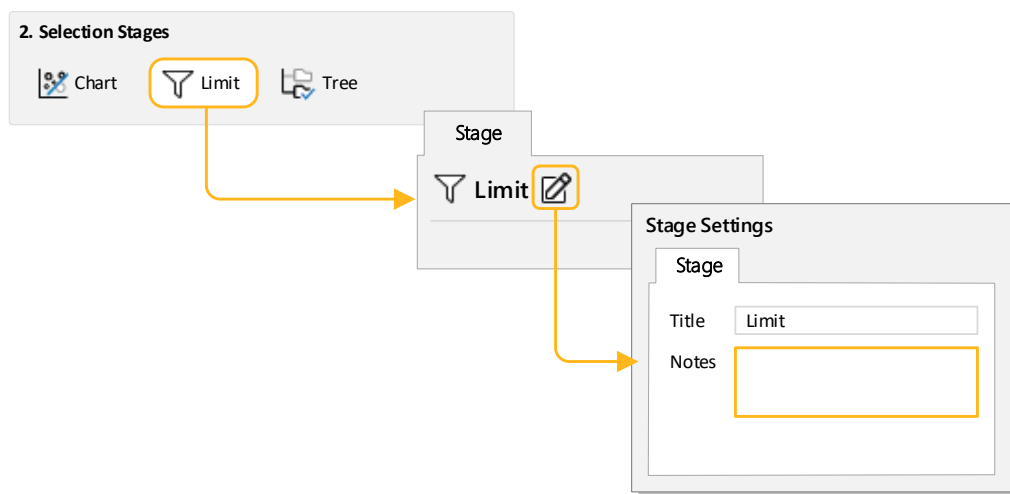 2. Selection Stages
Chart Limit Tree
Stage
Limit
Stage Settings
Stage
Title Limit
Notes